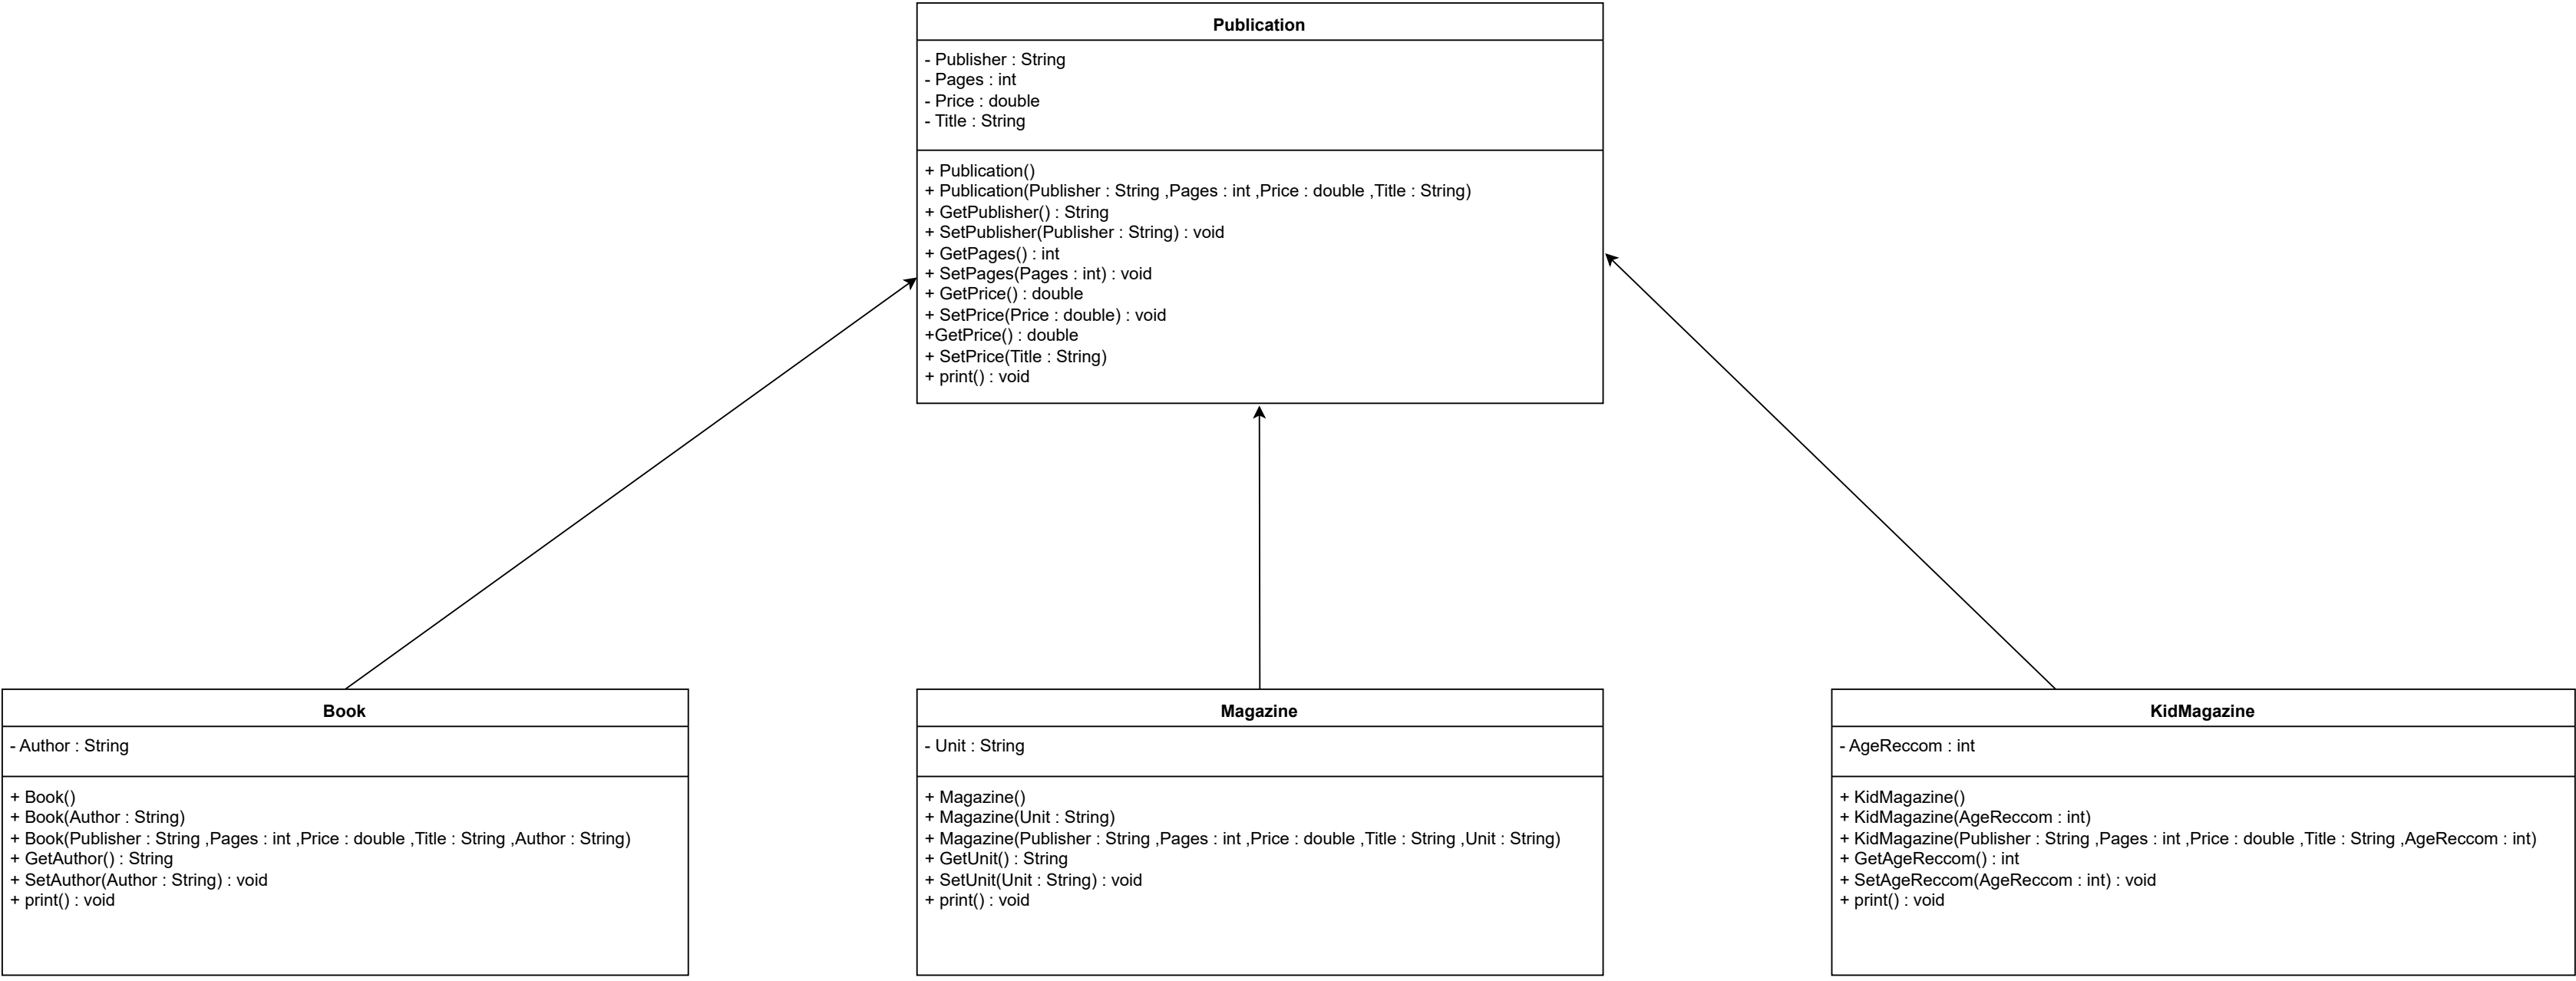 Publication
- Publisher : String
- Pages : int
- Price : double
- Title : String
+ Publication()
+ Publication(Publisher : String ,Pages : int ,Price : double ,Title : String)
+ GetPublisher() : String
+ SetPublisher(Publisher : String) : void
+ GetPages() : int
+ SetPages(Pages : int) : void
+ GetPrice() : double
+ SetPrice(Price : double) : void
+GetPrice() : double
+ SetPrice(Title : String)
+ print() : void
Book
- Author : String
+ Book()
+ Book(Author : String)
+ Book(Publisher : String ,Pages : int ,Price : double ,Title : String ,Author : String)
+ GetAuthor() : String
+ SetAuthor(Author : String) : void
+ print() : void
Magazine
- Unit : String
+ Magazine()
+ Magazine(Unit : String)
+ Magazine(Publisher : String ,Pages : int ,Price : double ,Title : String ,Unit : String)
+ GetUnit() : String
+ SetUnit(Unit : String) : void
+ print() : void
KidMagazine
- AgeReccom : int
+ KidMagazine()
+ KidMagazine(AgeReccom : int)
+ KidMagazine(Publisher : String ,Pages : int ,Price : double ,Title : String ,AgeReccom : int)
+ GetAgeReccom() : int
+ SetAgeReccom(AgeReccom : int) : void
+ print() : void